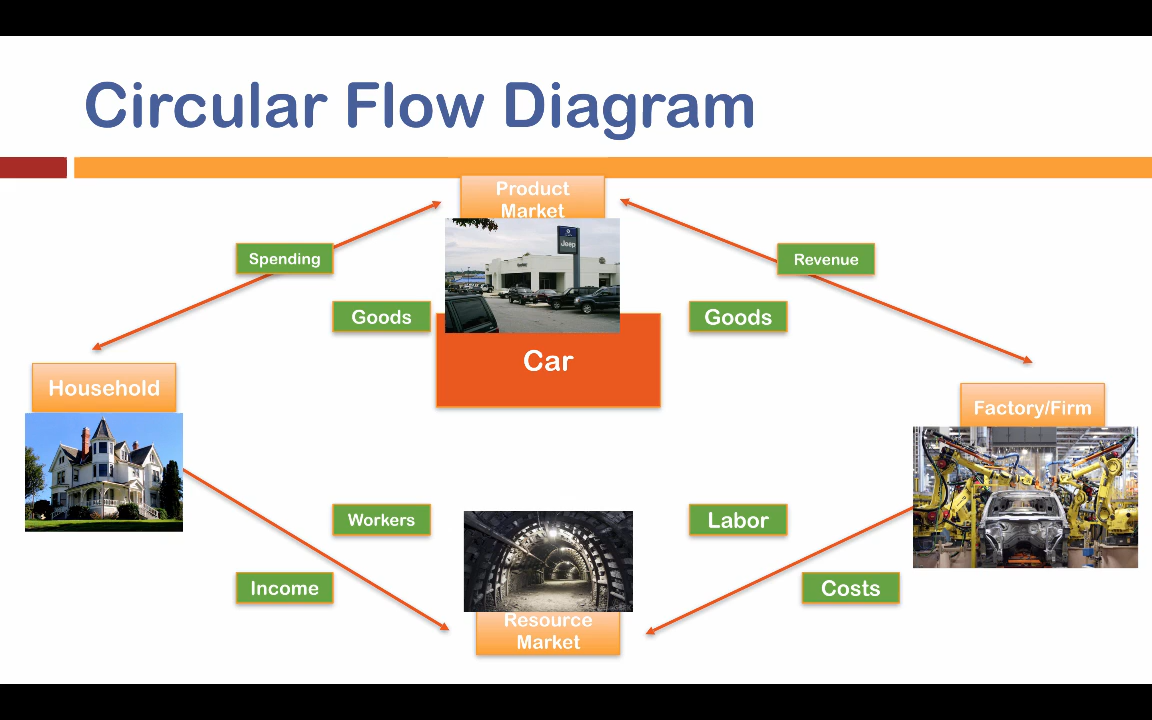 Circular Flow Diagram
Product
Market
Jeep
Spending
Revenue
Goods
Goods
Car
Household
Factory/Firm
Workers
Labor
Income
Costs
Resource
Market